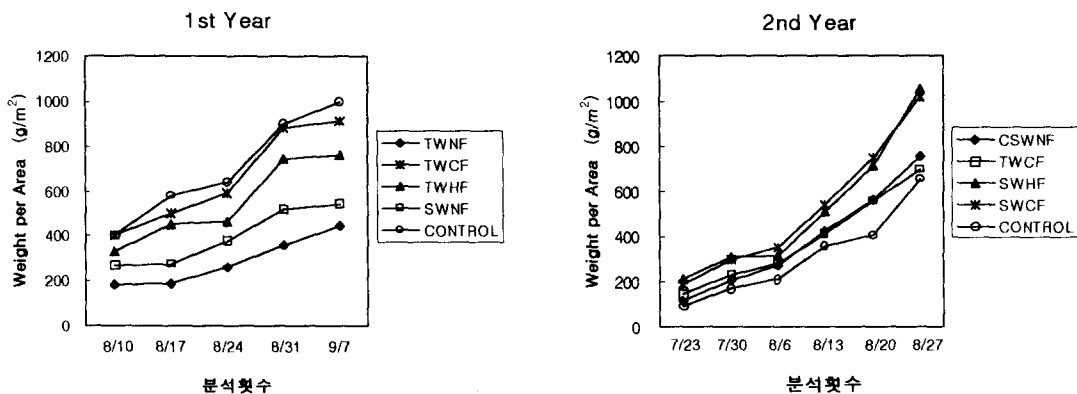 1st Year
1200
1000
800
600
400
200
0
Weight per Area (g/m²)
8/10 8/17 8/24 8/31 9/7
분석횟수
TWNF
TWCF
TWHF
SWNF
CONTROL
2nd Year
1200
1000
800
600
400
200
0
Weight per Area (g/m²)
7/23 7/30 8/6 8/13 8/20 8/27
분석횟수
CSWNF
TWCF
SWHF
SWCF
CONTROL